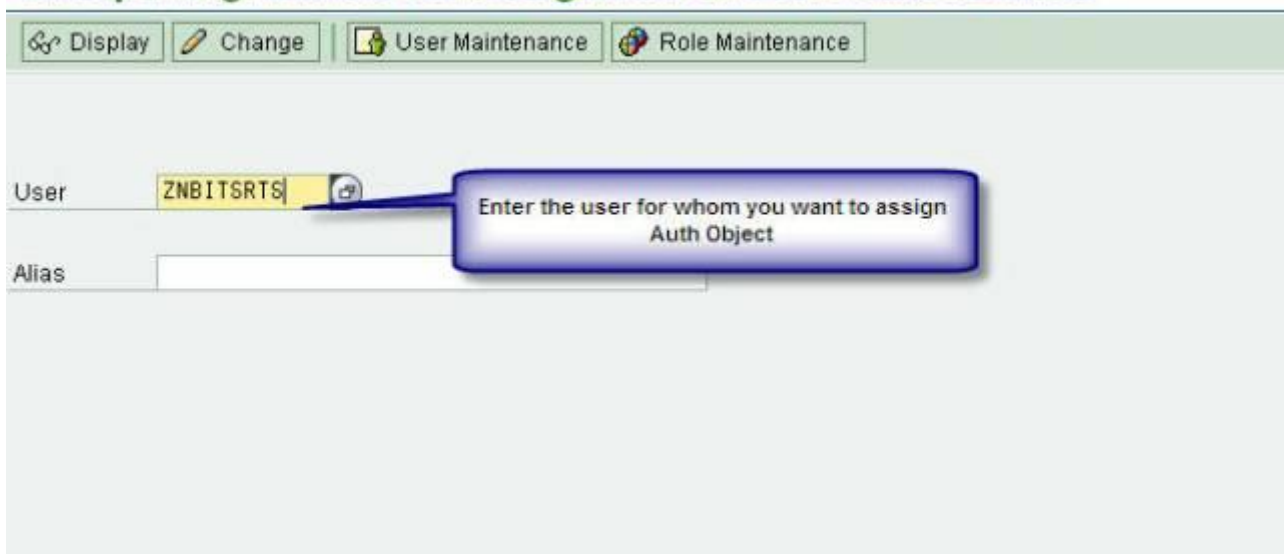 Display Change User Maintenance Role Maintenance
User ZNBITSRTS
Enter the user for whom you want to assign
Auth Object
Alias